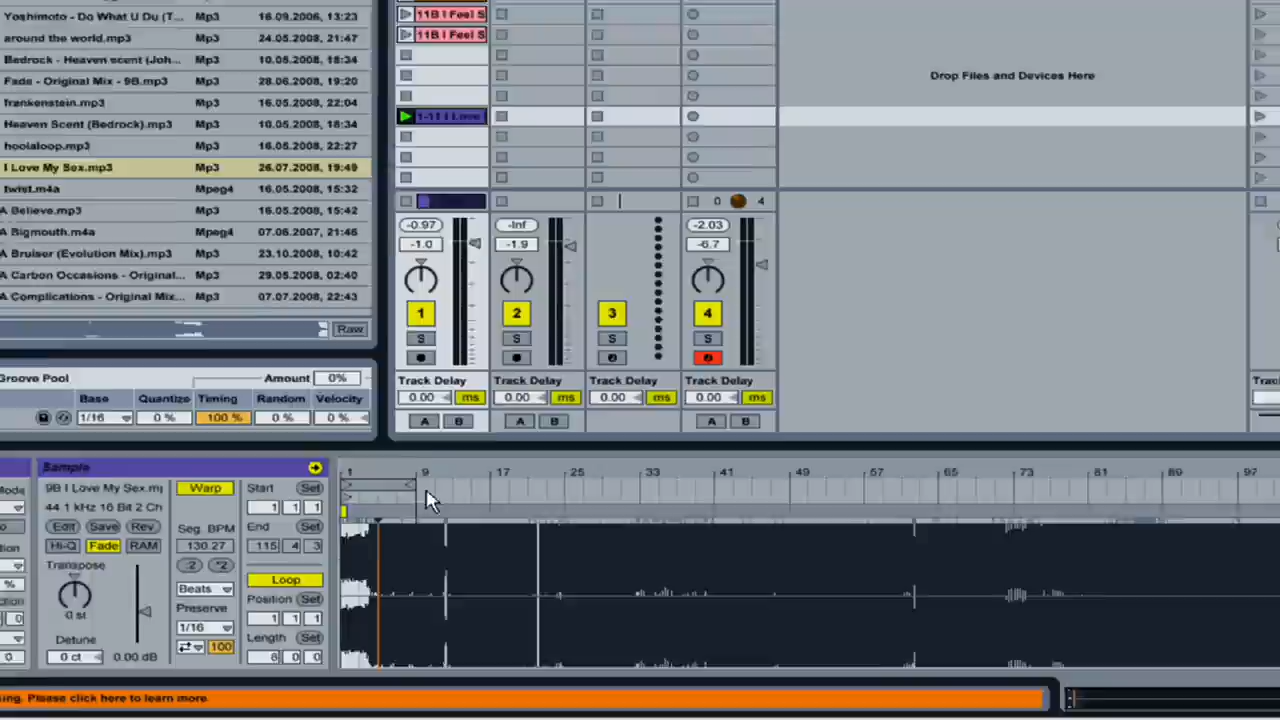 Yoshimoto - Do What U Du (T... Mp3 16.09.2006, 13:23
around the world.mp3 Mp3 24.05.2008, 21:47
Bedrock - Heaven scent (Joh... Mp3 10.05.2008, 18:34
Fade - Original Mix - 9B.mp3 Mp3 28.06.2008, 19:20
frankenstein.mp3 Mp3 16.05.2008, 22:04
Heaven Scent (Bedrock).mp3 Mp3 10.05.2008, 18:34
hoolaloop.mp3 Mp3 16.05.2008, 22:27
I Love My Sex.mp3 Mp3 26.07.2008, 19:49
twist.m4a Mpeg4 16.05.2008, 15:32
A Believe.mp3 Mp3 16.05.2008, 15:42
A Bigmouth.m4a Mpeg4 07.06.2007, 21:46
A Bruiser (Evolution Mix).mp3 Mp3 23.10.2008, 10:42
A Carbon Occasions - Original... Mp3 29.05.2008, 02:40
A Complications - Original Mix... Mp3 07.07.2008, 22:43
Raw
11B I Feel S
11B I Feel S
1-11 I Love
Drop Files and Devices Here
0 4
-0.97 -Inf -2.03
-1.0 -1.9 -6.7
1 2 3 4
S S S S
Track Delay Track Delay Track Delay Track Delay
0.00 ms 0.00 ms 0.00 ms 0.00 ms
A B A B A B
Groove Pool Amount 0%
Base Quantize Timing Random Velocity
1/16 0 % 100 % 0 % 0 %
Sample
9B I Love My Sex.m
44.1 kHz 16 Bit 2 Ch
Edit Save Rev
Hi-Q Fade RAM
Transpose
0 st
Detune
0 ct 0.00 dB
Warp
Seg. BPM
130.27
:2 *2
Beats
Preserve
1/16
100
Start Set
1 1 1
End Set
115 4 3
Loop
Position Set
1 1 1
Length Set
8 0 0
1 9 17 25 33 41 49 57 65 73 81 89 97
Please click here to learn more.